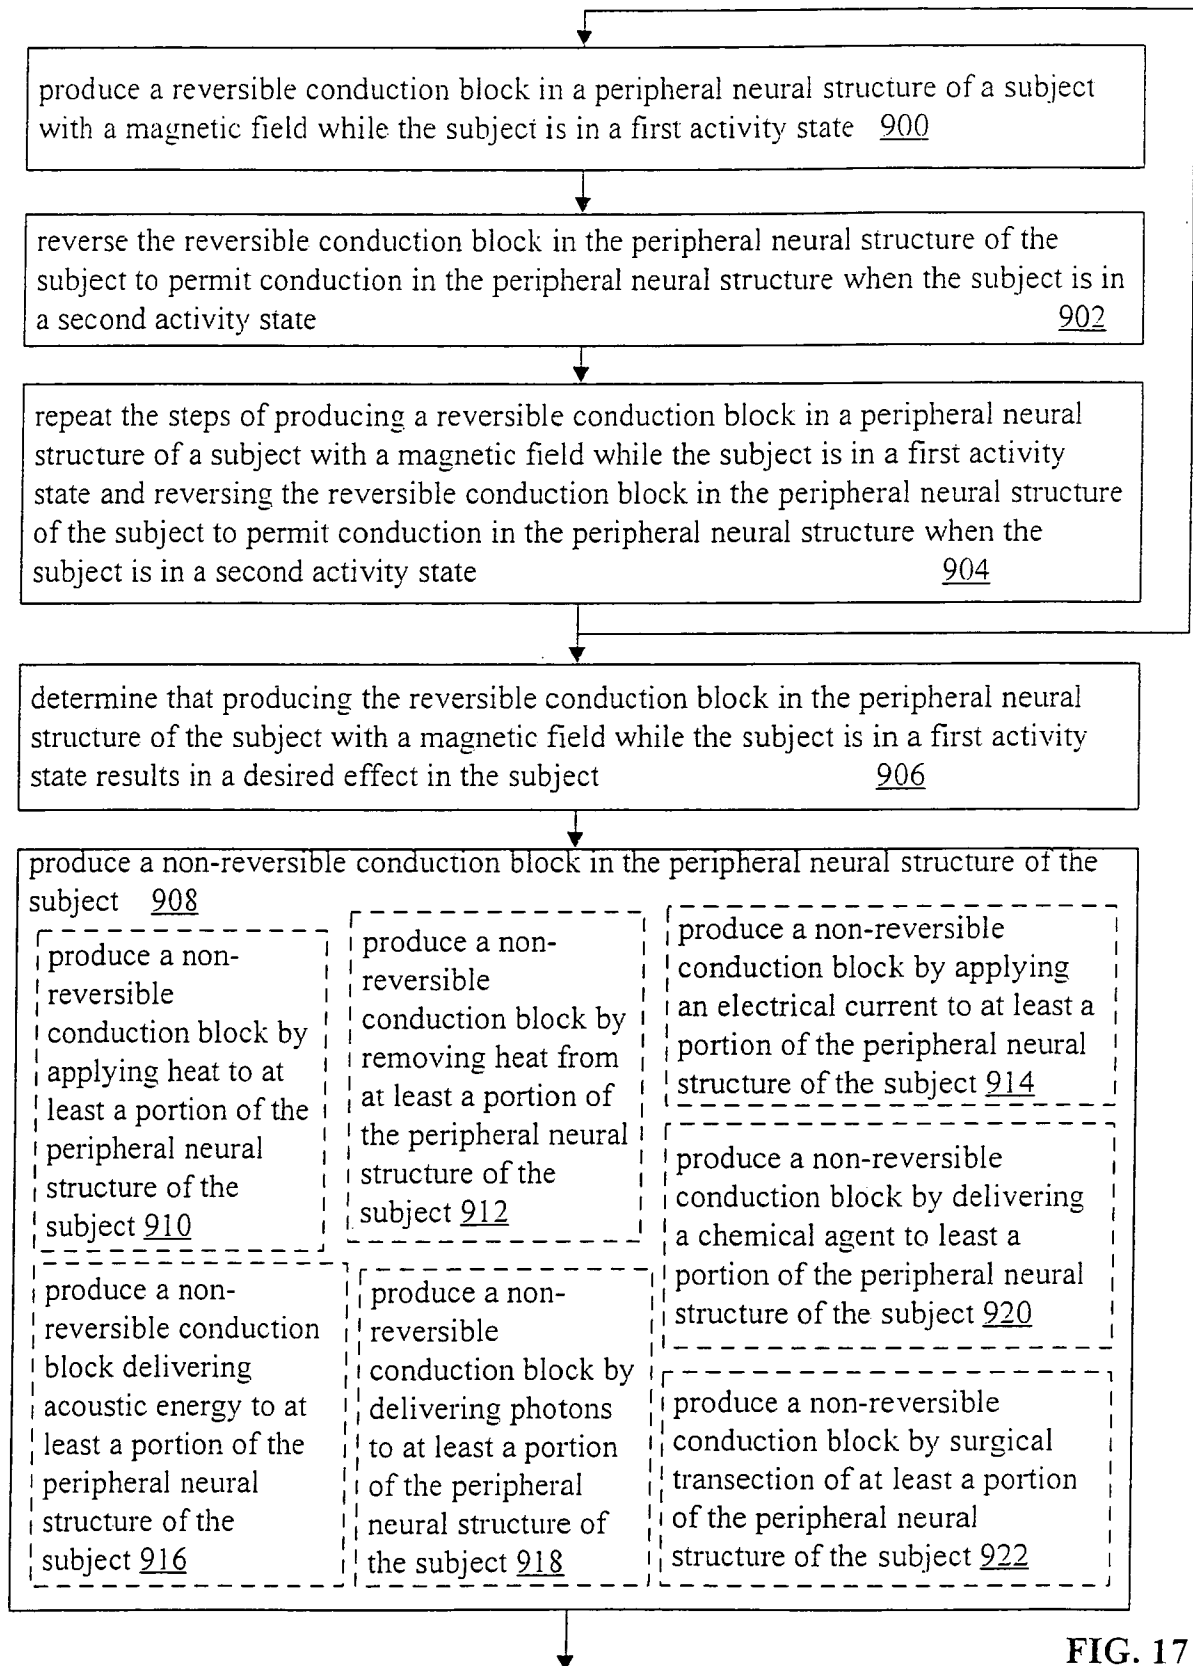 produce a reversible conduction block in a peripheral neural structure of a subject
with a magnetic field while the subject is in a first activity state 900
reverse the reversible conduction block in the peripheral neural structure of the
subject to permit conduction in the peripheral neural structure when the subject is in
a second activity state 902
repeat the steps of producing a reversible conduction block in a peripheral neural
structure of a subject with a magnetic field while the subject is in a first activity
state and reversing the reversible conduction block in the peripheral neural structure
of the subject to permit conduction in the peripheral neural structure when the
subject is in a second activity state 904
determine that producing the reversible conduction block in the peripheral neural
structure of the subject with a magnetic field while the subject is in a first activity
state results in a desired effect in the subject 906
produce a non-reversible conduction block in the peripheral neural structure of the
subject 908
produce a non-
reversible
conduction block by
applying heat to at
least a portion of the
peripheral neural
structure of the
subject 910
produce a non-
reversible
conduction block by
removing heat from
at least a portion of
the peripheral neural
structure of the
subject 912
produce a non-reversible
conduction block by applying
an electrical current to at least a
portion of the peripheral neural
structure of the subject 914
produce a non-
reversible conduction
block delivering
acoustic energy to at
least a portion of the
peripheral neural
structure of the
subject 916
produce a non-
reversible
conduction block by
delivering photons
to at least a portion
of the peripheral
neural structure of
the subject 918
produce a non-reversible
conduction block by delivering
a chemical agent to least a
portion of the peripheral neural
structure of the subject 920
produce a non-reversible
conduction block by surgical
transection of at least a portion
of the peripheral neural
structure of the subject 922
FIG. 17